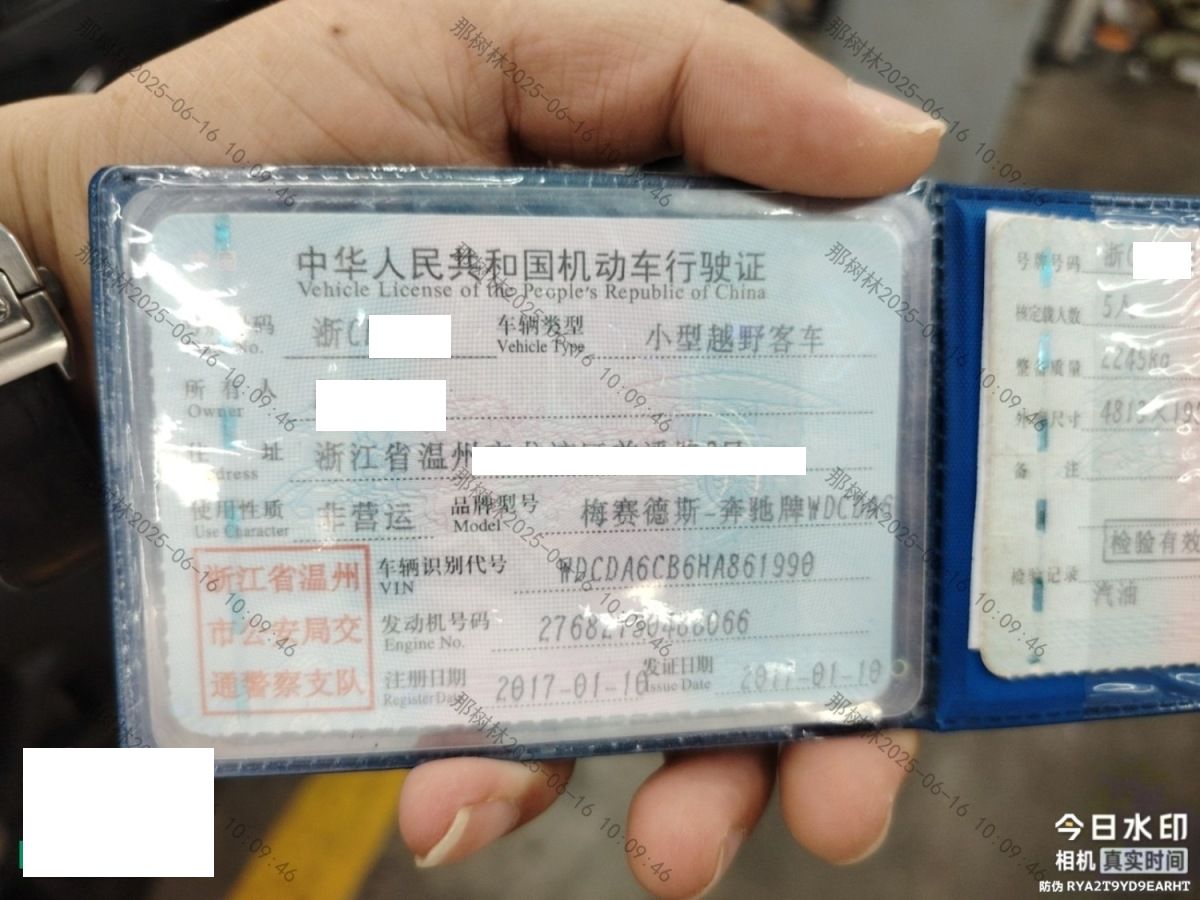 中华人民共和国机动车行驶证
Vehicle License of the People's Republic of China
号码 浙C 车辆类型 小型越野客车
No. Vehicle Type
所有人
Owner
住址 浙江省温州
Address
使用性质 非营运 品牌型号 梅赛德斯-奔驰牌WDCDA6
Use Character Model
浙江省温州
市公安局交
通警察支队
车辆识别代号 WDCDA6CB6HA861990
VIN
发动机号码
Engine No.
注册日期 2017-01-10 发证日期 2017-01-10
Register Date Issue Date
号牌号码 浙
核定载人数 5人
整备质量 2245kg
外廓尺寸 4813X19
备注
检验有效
检验记录
汽油
那树林2025-06-16 10:09:46
今日水印
相机 真实时间
防伪 RYA2T9YD9EARHT